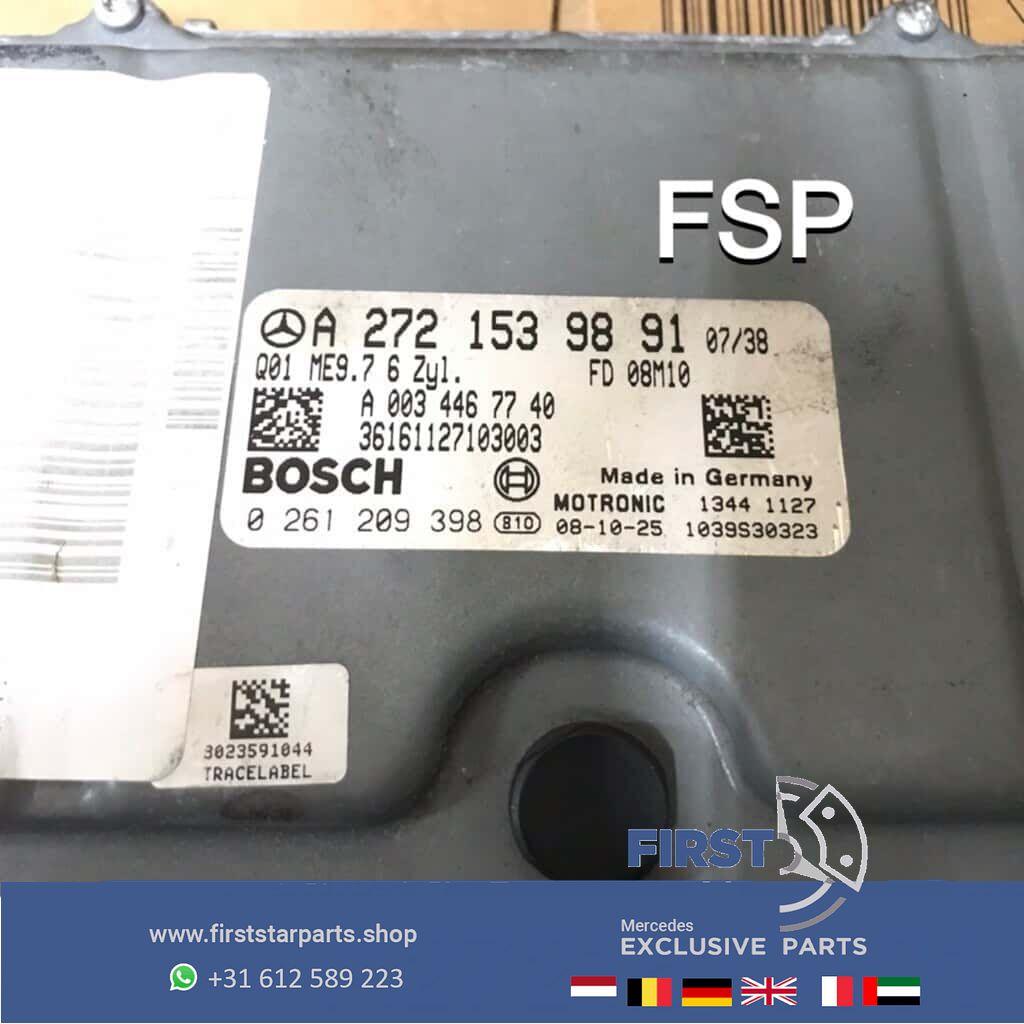 FSP
A 272 153 98 91 07/38
Q01 ME9.7 6 Zyl. FD 08M10
A 003 446 77 40
36161127103003
BOSCH Made in Germany
MOTRONIC 1344 1127
0 261 209 398 810 08-10-25 1039S30323
3023591044
TRACELABEL
FIRST
www.firststarparts.shop
+31 612 589 223
Mercedes
EXCLUSIVE PARTS